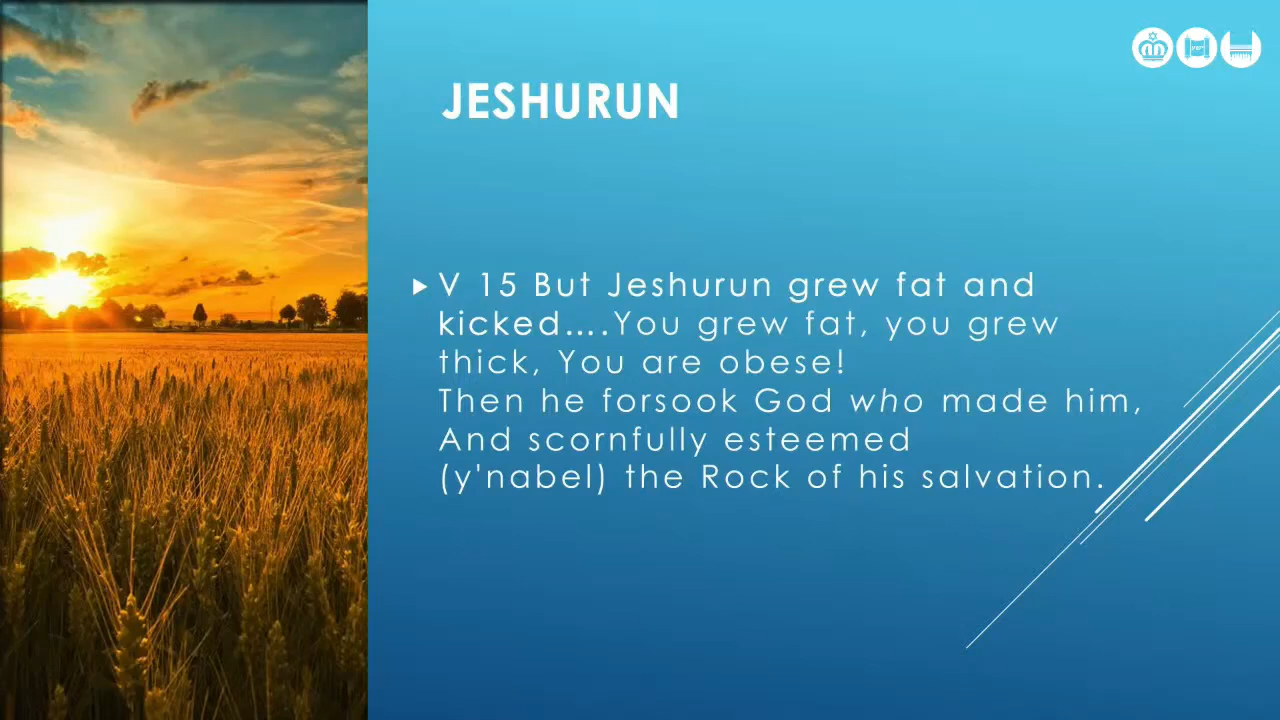 JESHURUN
V 15 But Jeshurun grew fat and
kicked....You grew fat, you grew
thick, You are obese!
Then he forsook God who made him,
And scornfully esteemed
(y'nabel) the Rock of his salvation.